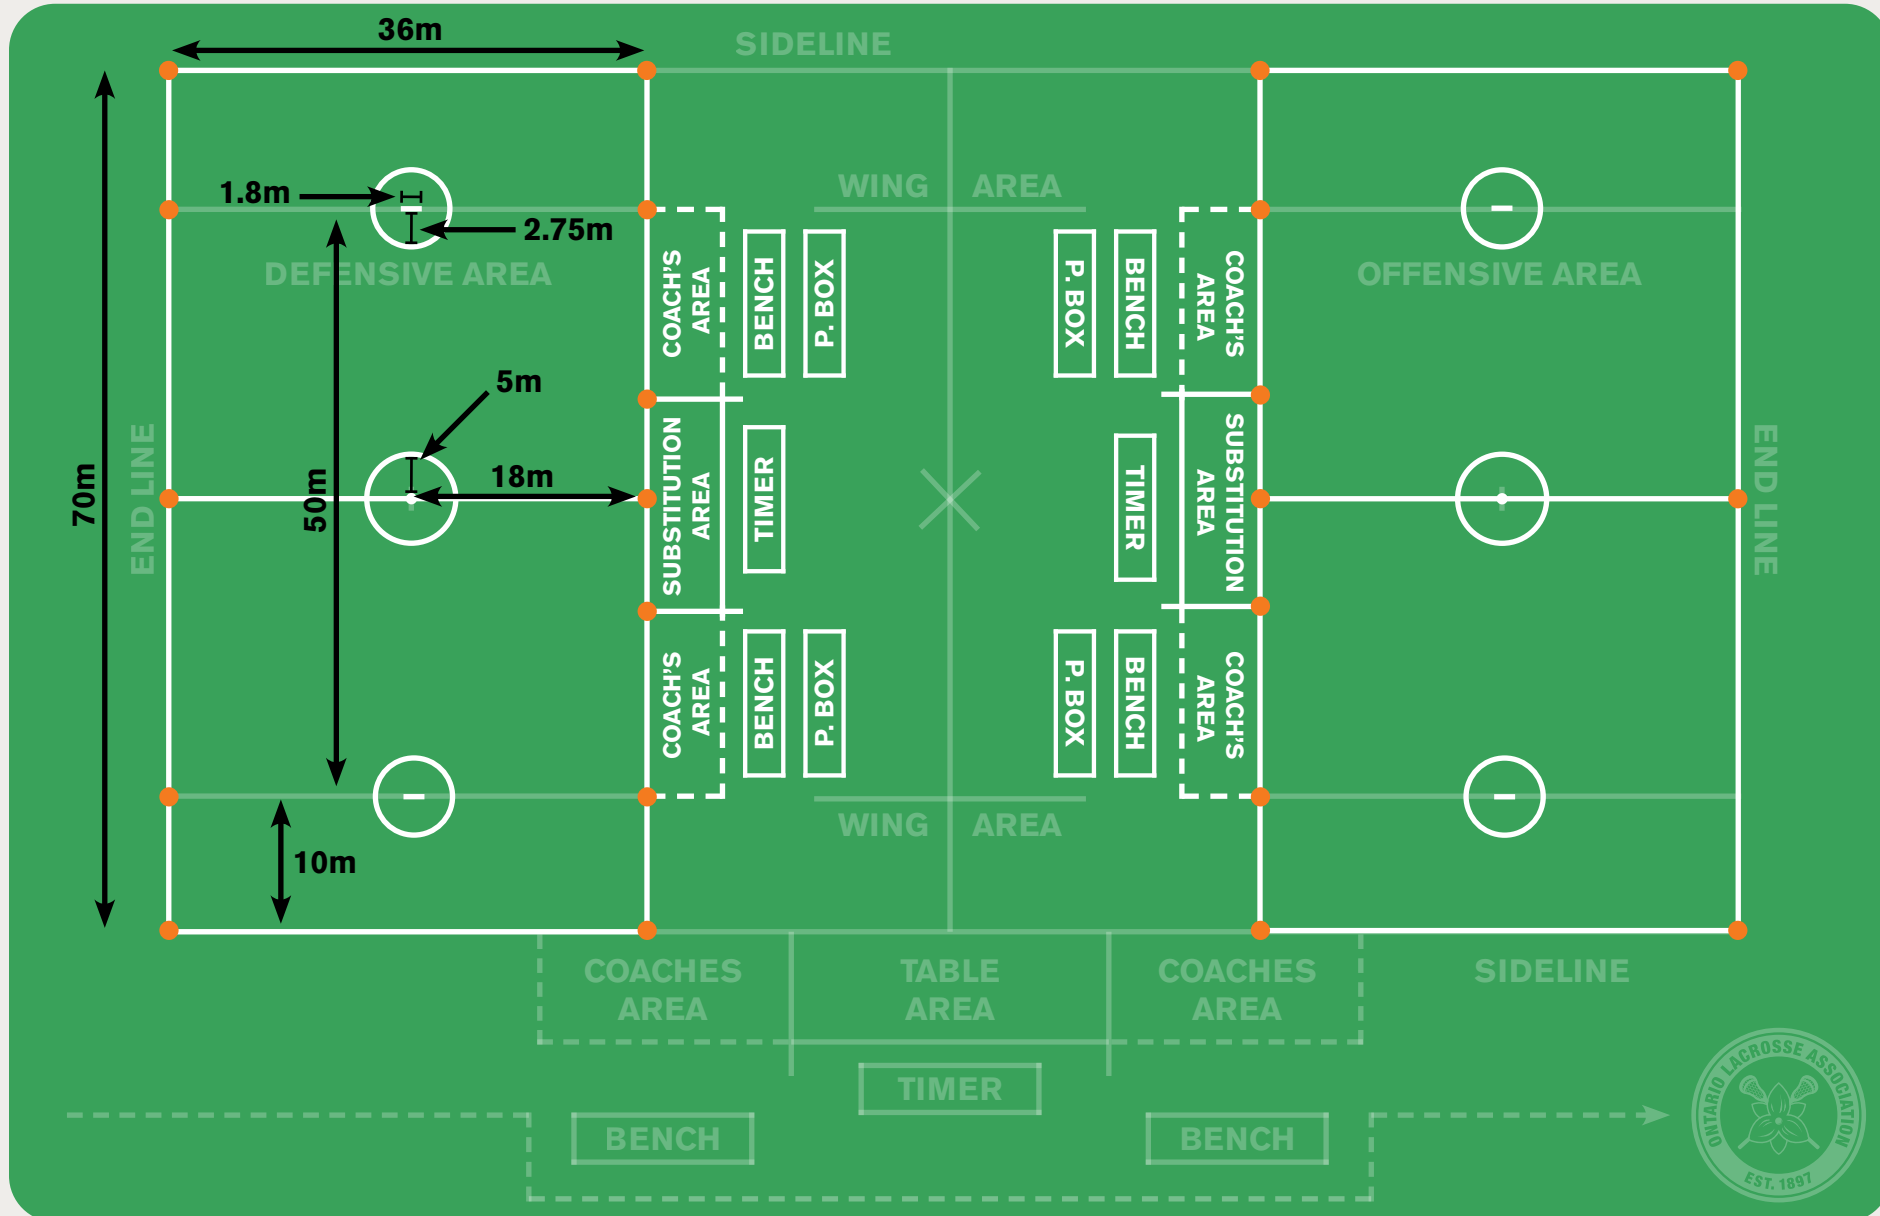 36m
SIDELINE
1.8m
WING AREA
2.75m
DEFENSIVE AREA
OFFENSIVE AREA
COACH'S
AREA
BENCH
P. BOX
P. BOX
BENCH
COACH'S
AREA
5m
70m
END LINE
50m
18m
SUBSTITUTION
AREA
TIMER
TIMER
SUBSTITUTION
AREA
END LINE
COACH'S
AREA
BENCH
P. BOX
P. BOX
BENCH
COACH'S
AREA
WING AREA
10m
COACHES
AREA
TABLE
AREA
COACHES
AREA
SIDELINE
TIMER
BENCH
BENCH
ONTARIO LACROSSE ASSOCIATION
EST. 1897